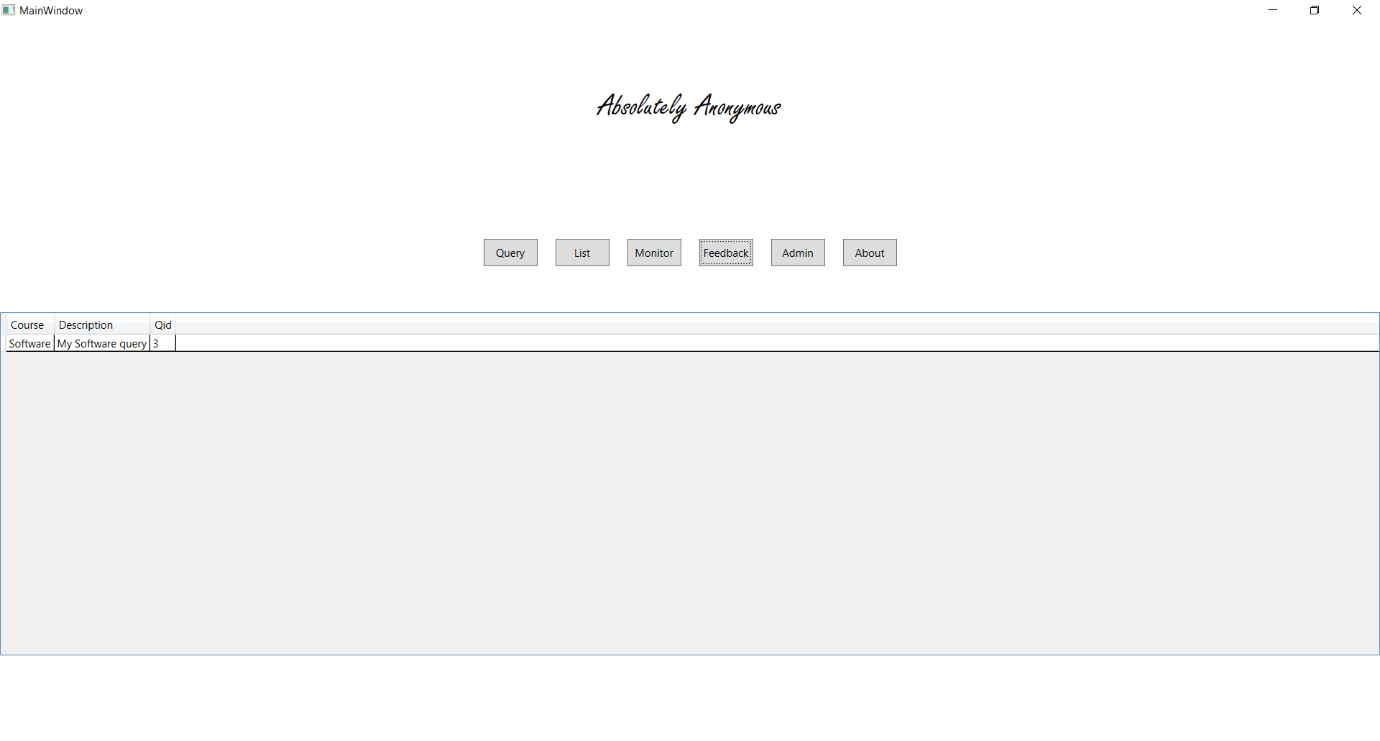 MainWindow
Absolutely Anonymous
Query List Monitor Feedback Admin About
Course Description Qid
Software My Software query 3